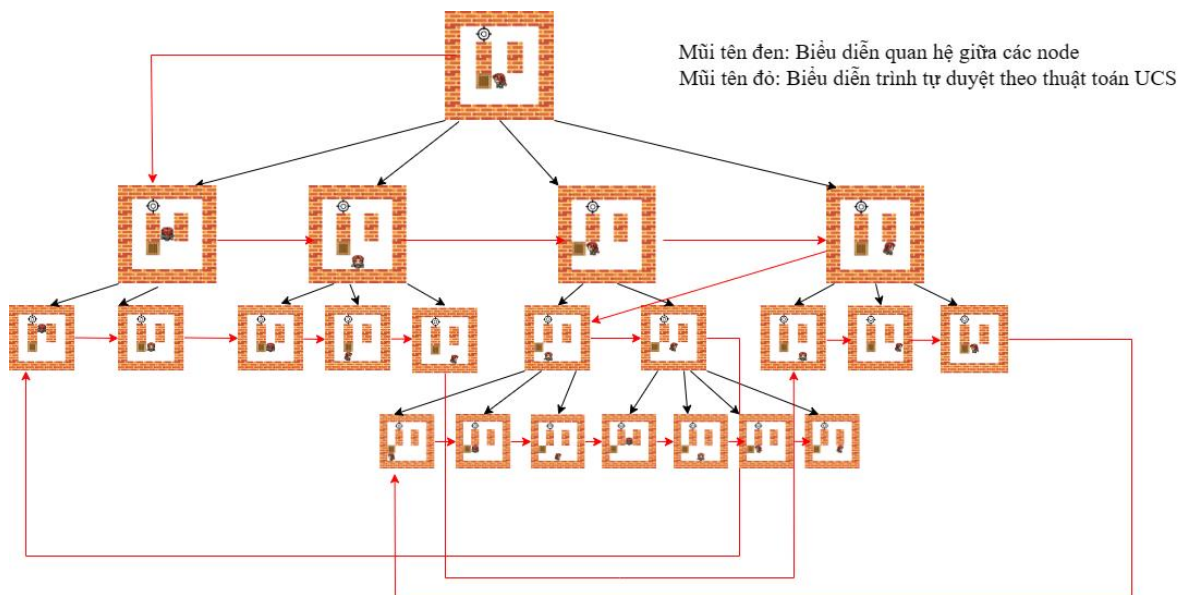 Mũi tên đen: Biểu diễn quan hệ giữa các node
Mũi tên đỏ: Biểu diễn trình tự duyệt theo thuật toán UCS